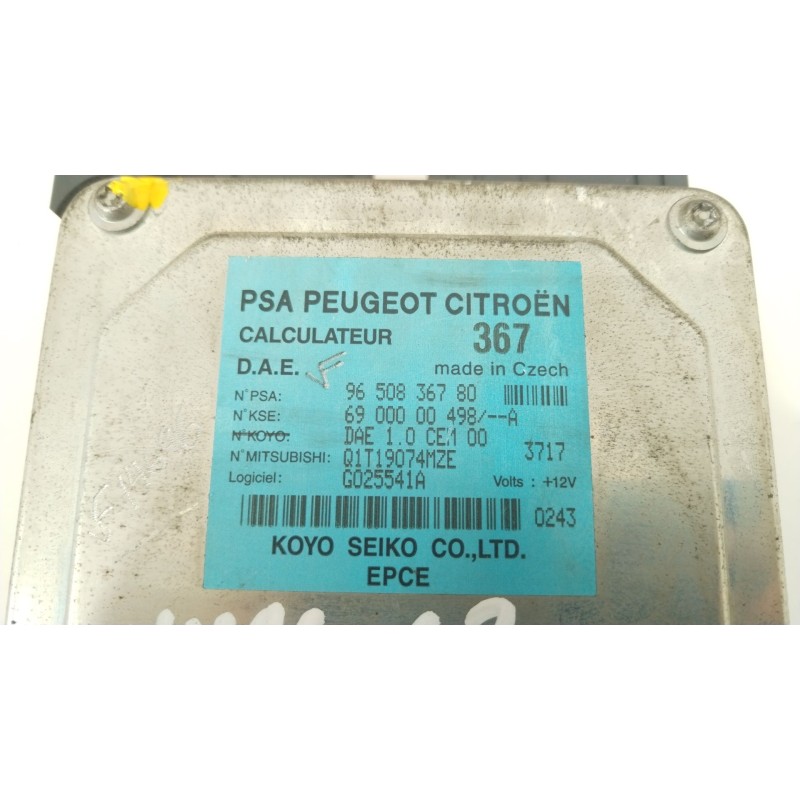 PSA PEUGEOT CITROËN
CALCULATEUR 367
D.A.E. made in Czech
N°PSA: 96 508 367 80
N°KSE: 69 000 00 498/--A
N°KOYO: DAE 1.0 CEM 00
N°MITSUBISHI: Q1T19074MZE 3717
Logiciel: G025541A Volts : +12V
0243
KOYO SEIKO CO.,LTD.
EPCE